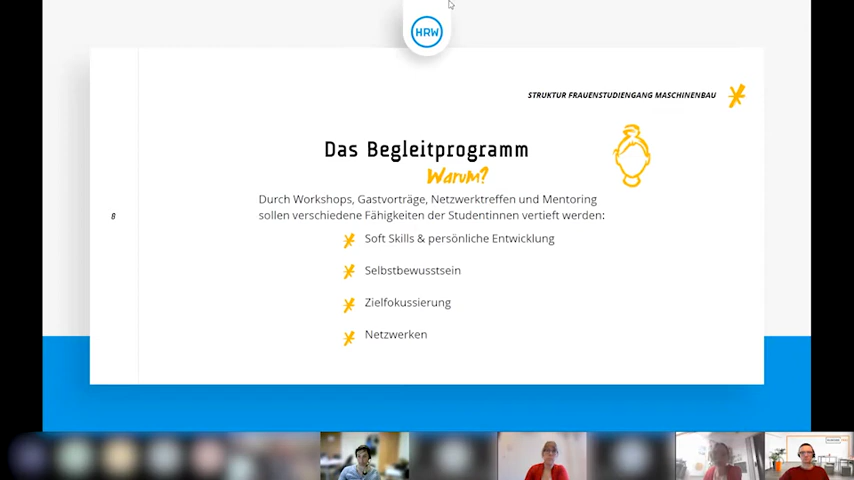 HRW
STRUKTUR FRAUENSTUDIENGANG MASCHINENBAU
Das Begleitprogramm
Warum?
Durch Workshops, Gastvorträge, Netzwerktreffen und Mentoring
sollen verschiedene Fähigkeiten der Studentinnen vertieft werden:
8
Soft Skills & persönliche Entwicklung
Selbstbewusstsein
Zielfokussierung
Netzwerken